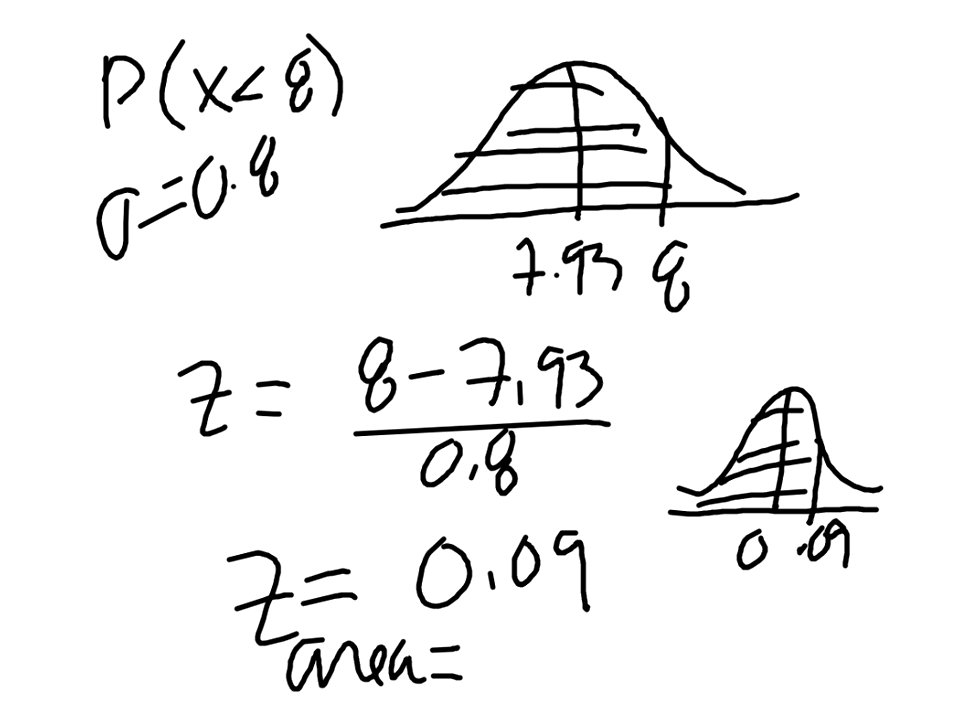 P(x<8)
σ=0.8
7.93 8
z = 8-7.93
0.8
0 .09
z= 0.09
area=